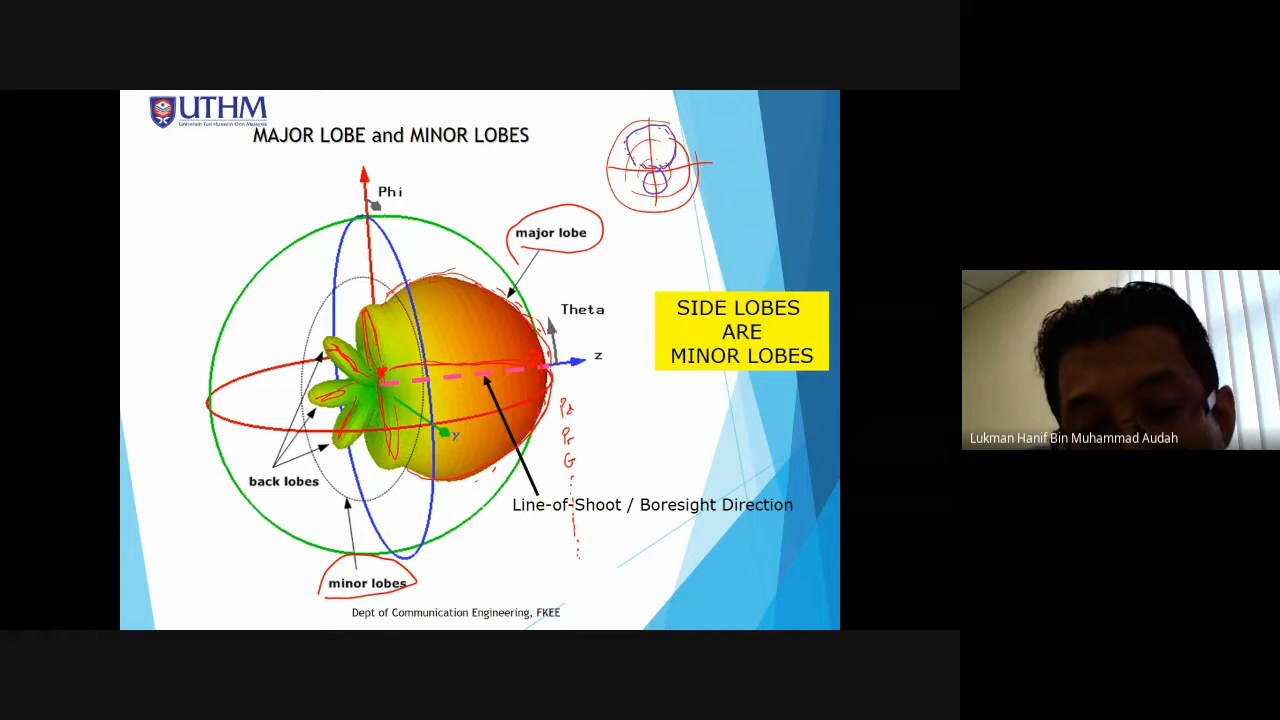 UTHM
Universiti Tun Hussein Onn Malaysia
MAJOR LOBE and MINOR LOBES
Phi
major lobe
Theta
SIDE LOBES
ARE
MINOR LOBES
z
Pd
Pr
G
y
back lobes
Line-of-Shoot / Boresight Direction
minor lobes
Dept of Communication Engineering, FKEE
Lukman Hanif Bin Muhammad Audah